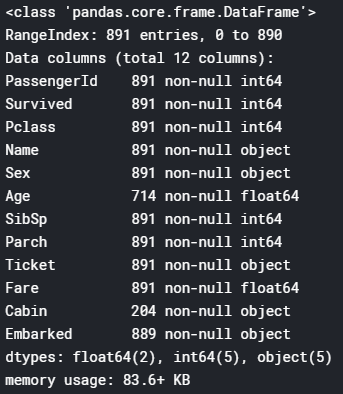 <class 'pandas.core.frame.DataFrame'>
RangeIndex: 891 entries, 0 to 890
Data columns (total 12 columns):
PassengerId    891 non-null int64
Survived       891 non-null int64
Pclass         891 non-null int64
Name           891 non-null object
Sex            891 non-null object
Age            714 non-null float64
SibSp          891 non-null int64
Parch          891 non-null int64
Ticket         891 non-null object
Fare           891 non-null float64
Cabin          204 non-null object
Embarked       889 non-null object
dtypes: float64(2), int64(5), object(5)
memory usage: 83.6+ KB